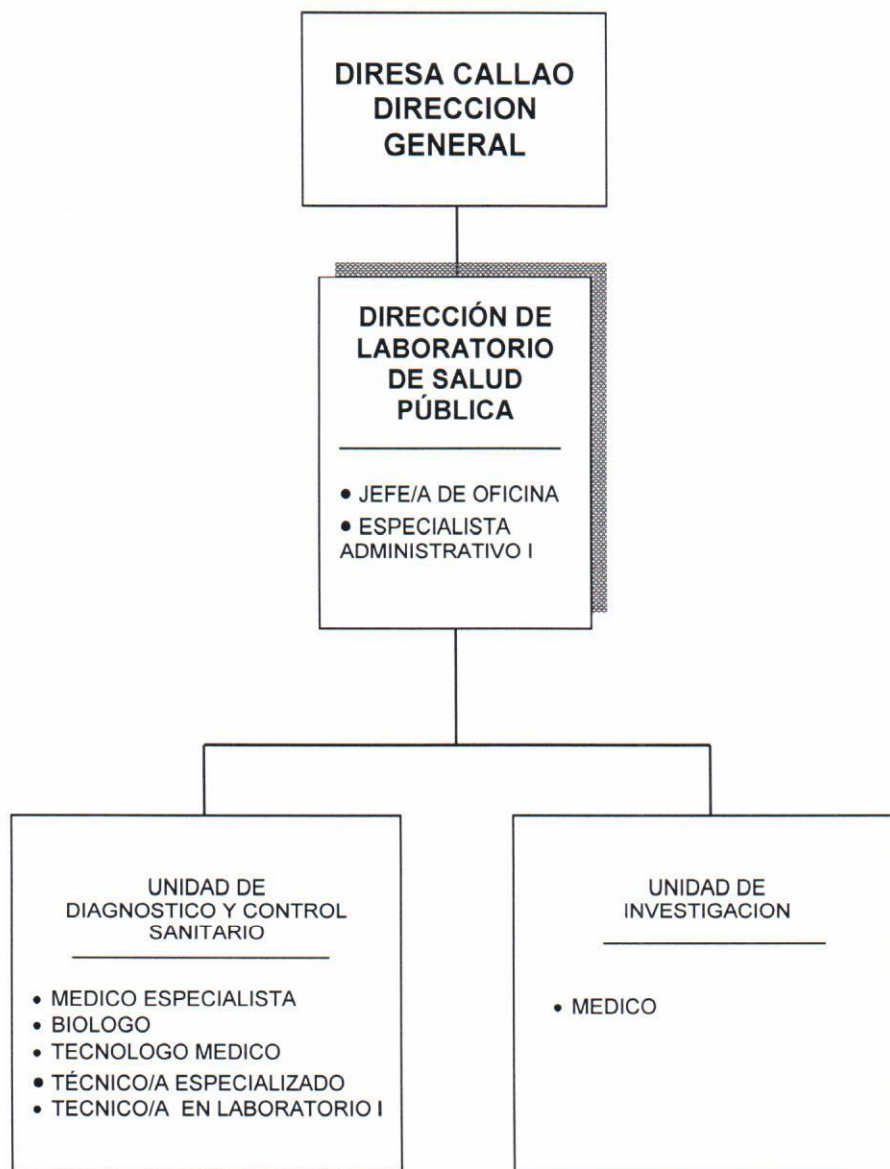 DIRESA CALLAO
DIRECCION
GENERAL
DIRECCIÓN DE
LABORATORIO
DE SALUD
PÚBLICA
● JEFE/A DE OFICINA
● ESPECIALISTA
ADMINISTRATIVO I
UNIDAD DE
DIAGNOSTICO Y CONTROL
SANITARIO
• MEDICO ESPECIALISTA
• BIOLOGO
• TECNOLOGO MEDICO
● TÉCNICO/A ESPECIALIZADO
• TECNICO/A EN LABORATORIO I
UNIDAD DE
INVESTIGACION
• MEDICO